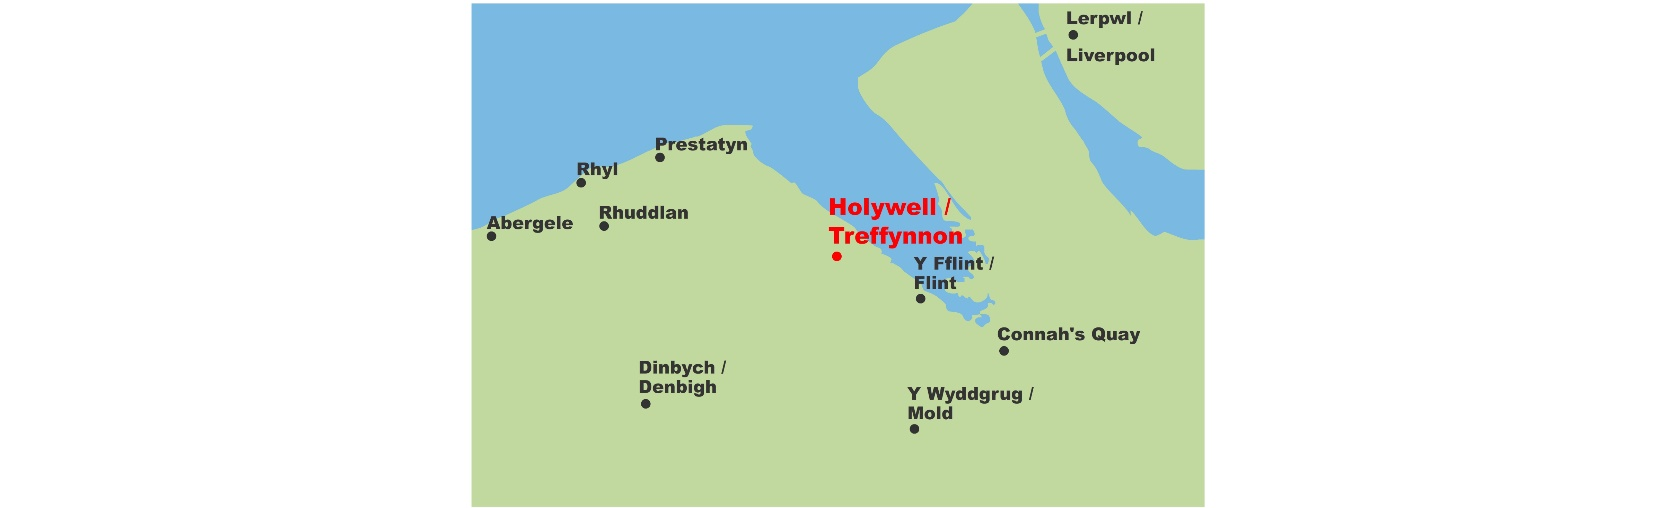 Lerpwl /
Liverpool
Prestatyn
Rhyl
Abergele
Rhuddlan
Holywell /
Treffynnon
Y Fflint /
Flint
Connah's Quay
Dinbych /
Denbigh
Y Wyddgrug /
Mold